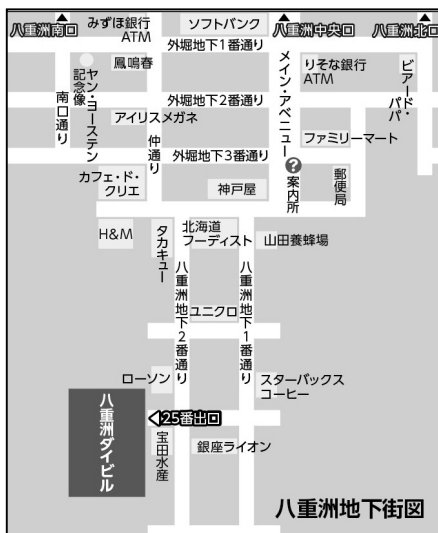 八重洲南口
みずほ銀行
ATM
ソフトバンク
八重洲中央口
八重洲北口
外堀地下1番通り
鳳鳴春
りそな銀行
ATM
ビアード・
パパ
ヤン・ヨーステン
記念像
南口通り
外堀地下2番通り
メイン・アベニュー
アイリスメガネ
仲通り
ファミリーマート
外堀地下3番通り
?
案内所
郵便局
カフェ・ド・
クリエ
神戸屋
H&M
タカキュー
北海道
フーディスト
山田養蜂場
八重洲地下2番通り
八重洲地下1番通り
ユニクロ
ローソン
スターバックス
コーヒー
八重洲ダイビル
25番出口
宝田水産
銀座ライオン
八重洲地下街図